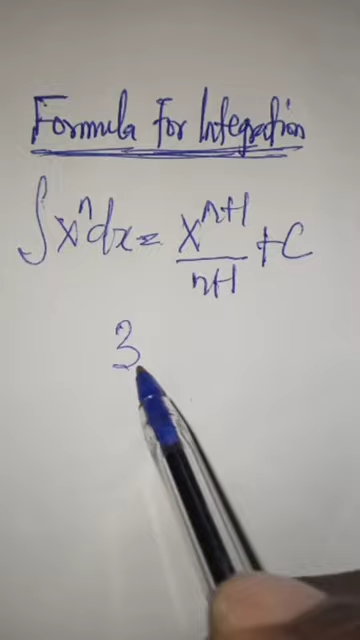 Formula For Integration
∫xⁿdx = xⁿ⁺¹/n+1 + C
3